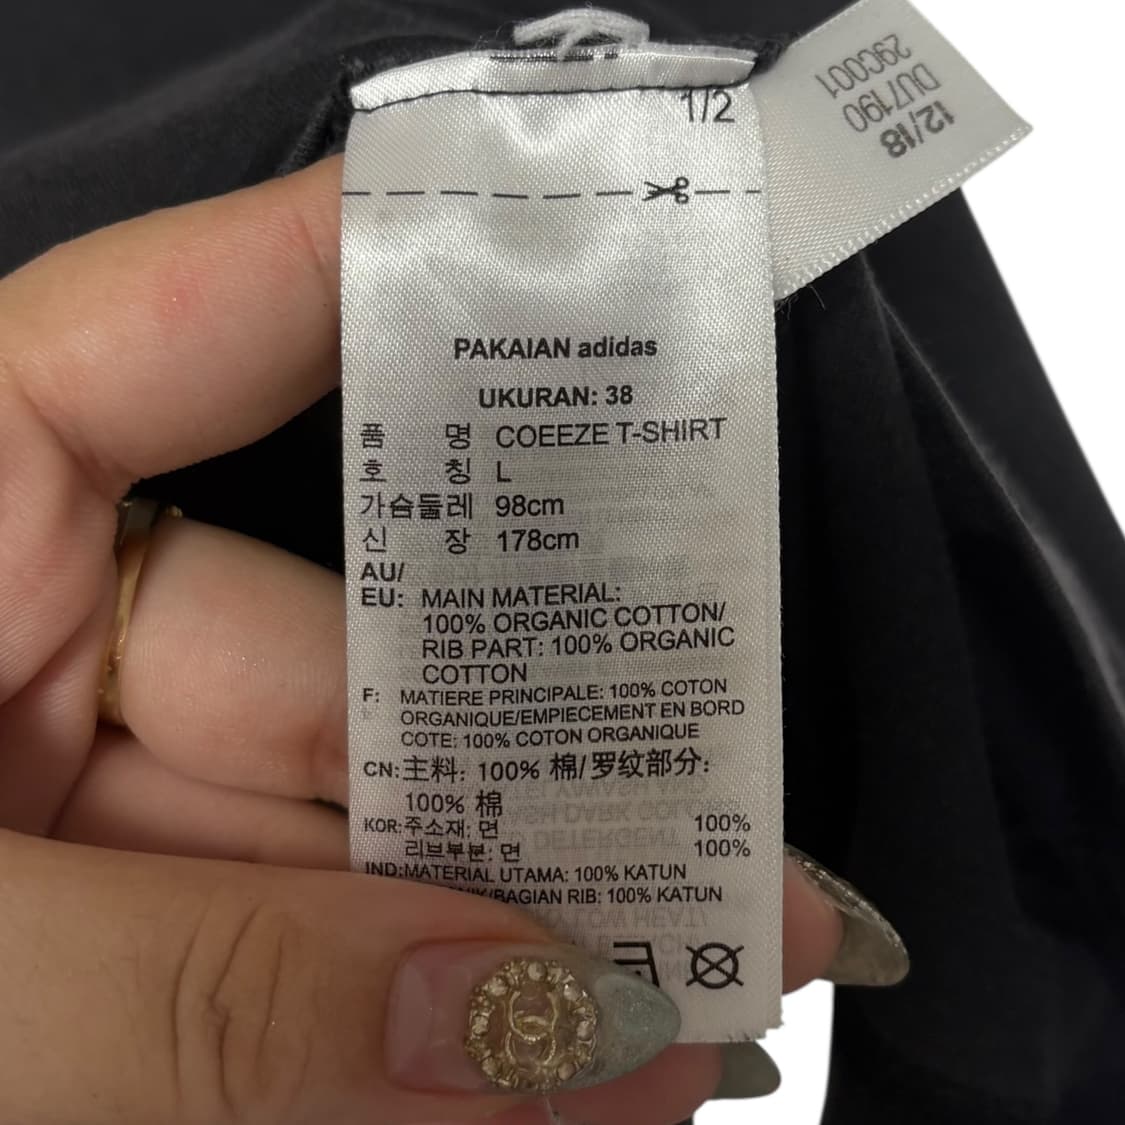 1/2
12/18
DU7190
29C001
PAKAIAN adidas
UKURAN: 38
품 명 COEEZE T-SHIRT
호 칭 L
가슴둘레 98cm
신 장 178cm
AU/
EU: MAIN MATERIAL:
100% ORGANIC COTTON/
RIB PART: 100% ORGANIC
COTTON
F: MATIERE PRINCIPALE: 100% COTON
ORGANIQUE/EMPIECEMENT EN BORD
COTE: 100% COTON ORGANIQUE
CN: 主料: 100% 棉/罗纹部分:
100% 棉
KOR: 주소재: 면 100%
리브부분: 면 100%
IND: MATERIAL UTAMA: 100% KATUN
/BAGIAN RIB: 100% KATUN